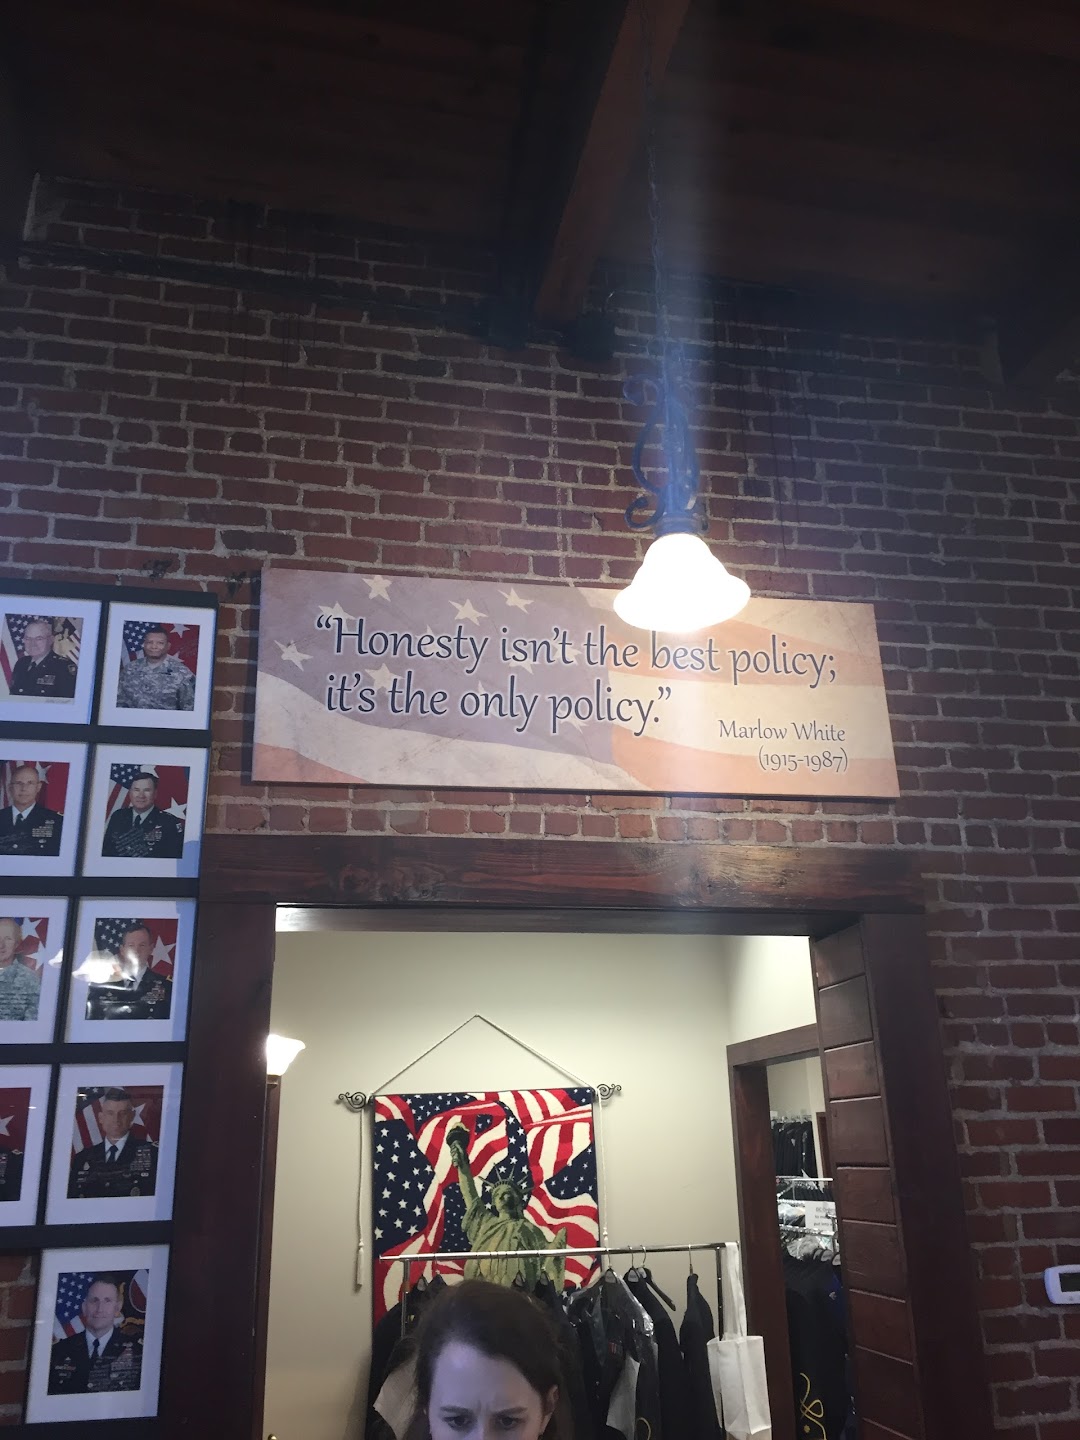 “Honesty isn’t the best policy;
it’s the only policy.”
Marlow White
(1915-1987)